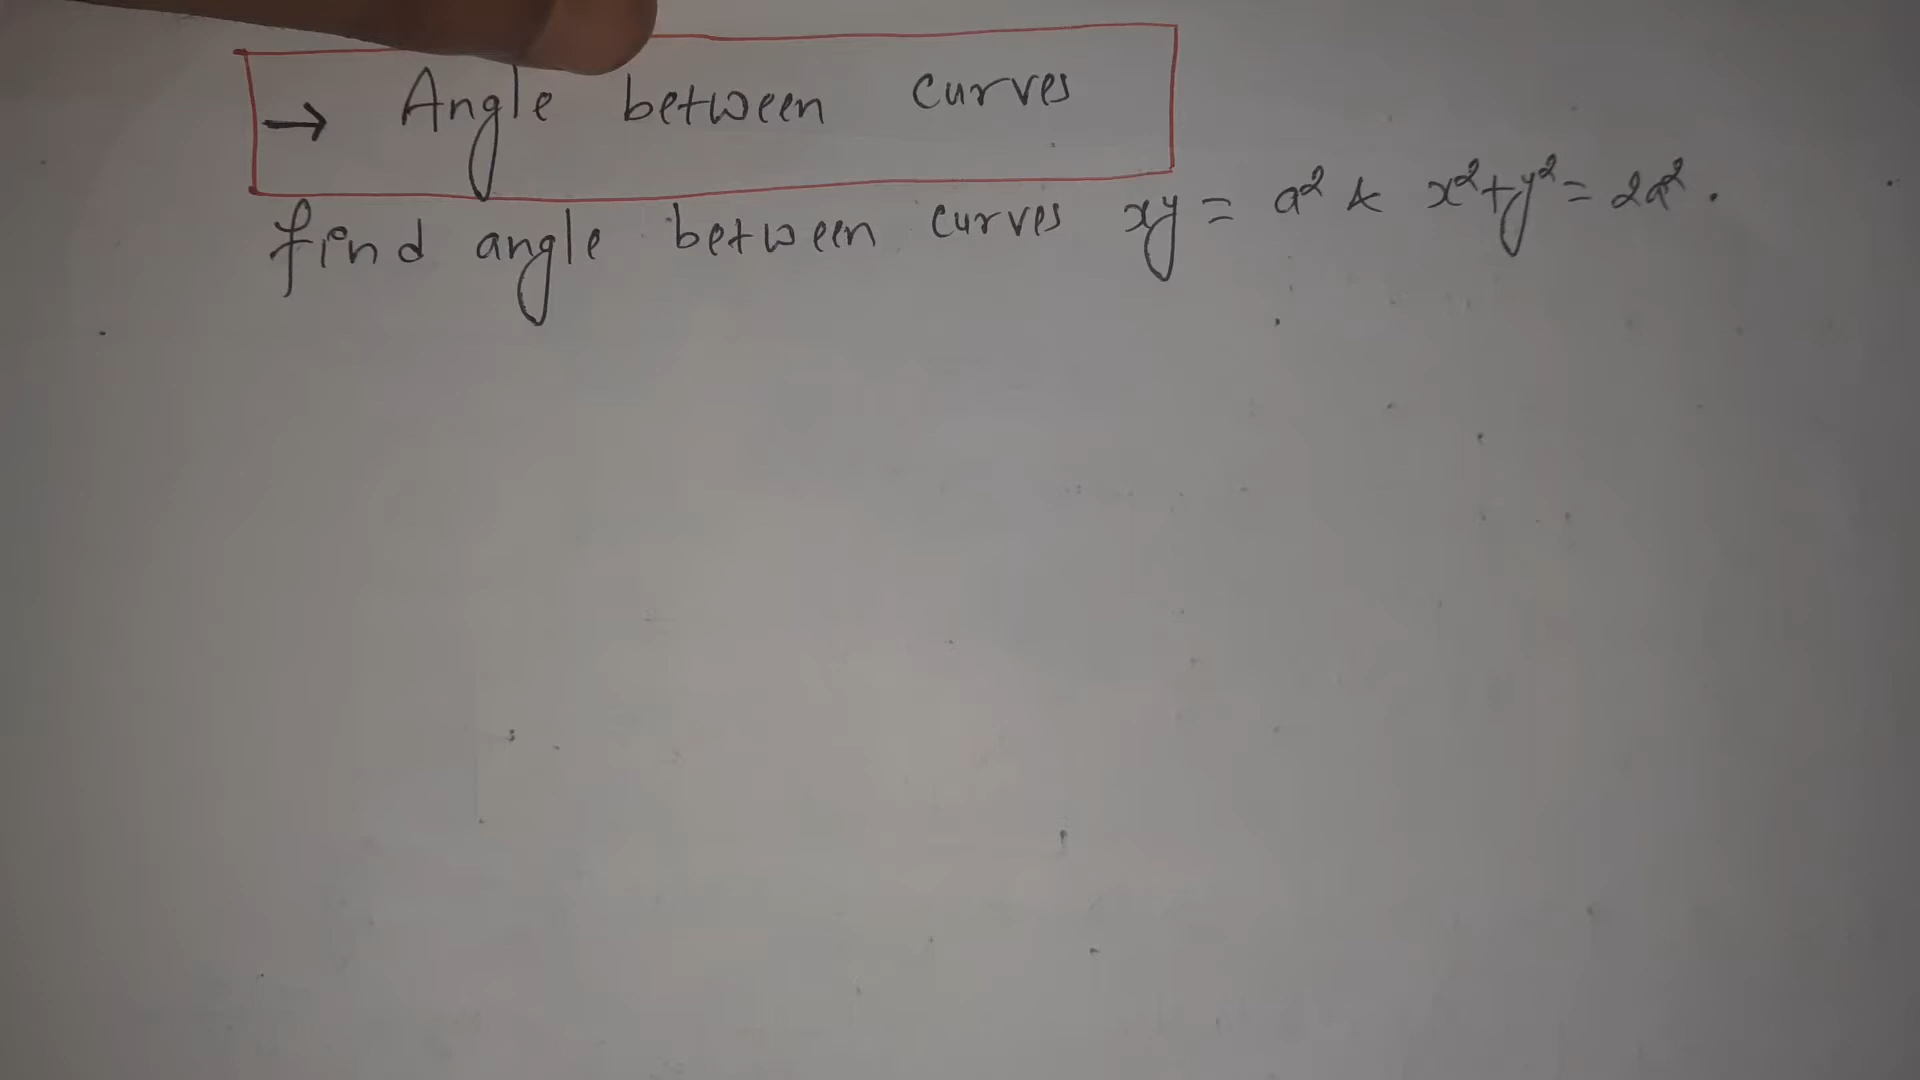 → Angle between curves
find angle between curves xy = a² & x²+y² = 2a².